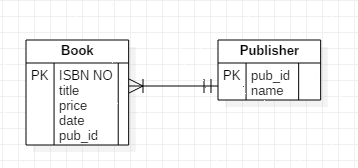 Book
PK ISBN NO
title
price
date
pub_id
Publisher
PK pub_id
name